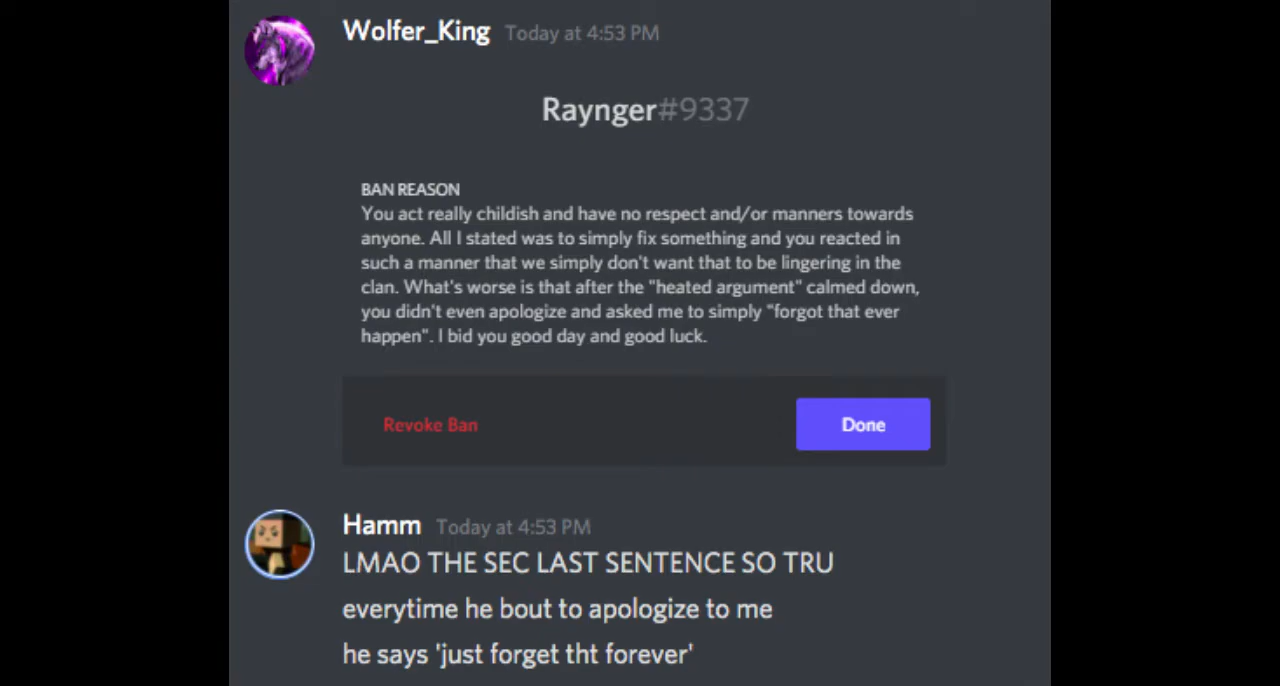 Wolfer_King Today at 4:53 PM
Raynger#9337
BAN REASON
You act really childish and have no respect and/or manners towards
anyone. All I stated was to simply fix something and you reacted in
such a manner that we simply don't want that to be lingering in the
clan. What's worse is that after the "heated argument" calmed down,
you didn't even apologize and asked me to simply "forgot that ever
happen". I bid you good day and good luck.
Revoke Ban Done
Hamm Today at 4:53 PM
LMAO THE SEC LAST SENTENCE SO TRU
everytime he bout to apologize to me
he says 'just forget tht forever'